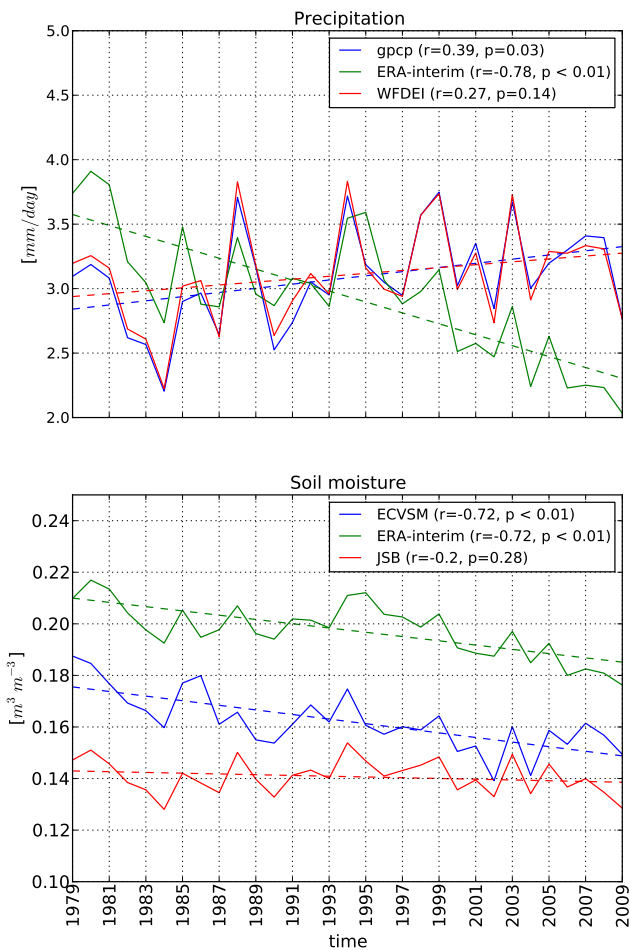 Precipitation
5.0
4.5
4.0
3.5
3.0
2.5
2.0
[mm/day]
gpcp (r=0.39, p=0.03)
ERA-interim (r=-0.78, p < 0.01)
WFDEI (r=0.27, p=0.14)
Soil moisture
0.24
0.22
0.20
0.18
0.16
0.14
0.12
0.10
[m³ m⁻³]
ECVSM (r=-0.72, p < 0.01)
ERA-interim (r=-0.72, p < 0.01)
JSB (r=-0.2, p=0.28)
1979 1981 1983 1985 1987 1989 1991 1993 1995 1997 1999 2001 2003 2005 2007 2009
time